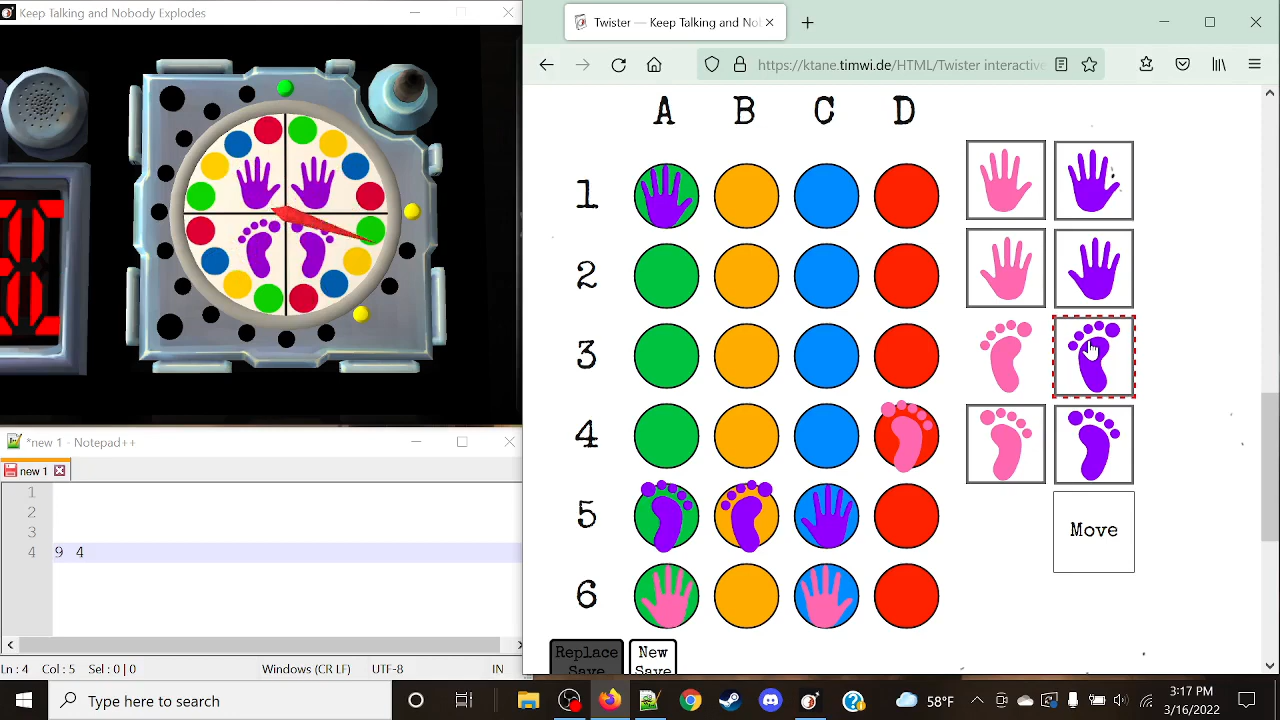 Keep Talking and Nobody Explodes
Twister — Keep Talking and Nol
https://ktane.timwi.de/HTML/Twister interactive
A B C D
1
2
3
4
5
6
Move
Replace Save
New Save
*new 1 - Notepad++
new 1
1
2
3
4 9 4
Ln : 4 Col : 5 Sel : 0 | 0 Windows (CR LF) UTF-8 IN
Type here to search
58°F
3:17 PM
3/16/2022